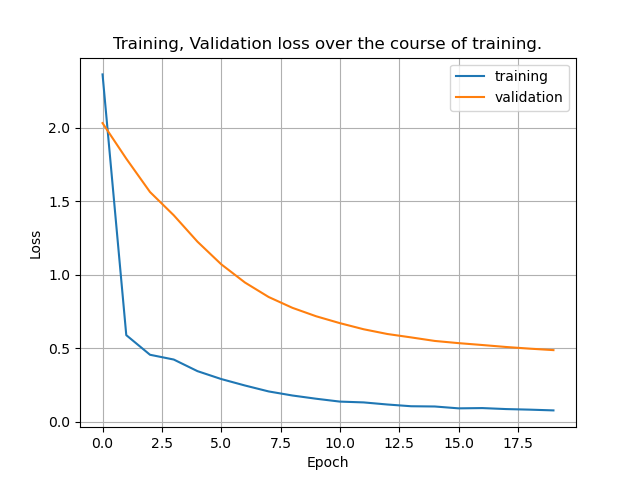 Training, Validation loss over the course of training.
training
validation
2.0
1.5
1.0
0.5
0.0
Loss
0.0 2.5 5.0 7.5 10.0 12.5 15.0 17.5
Epoch